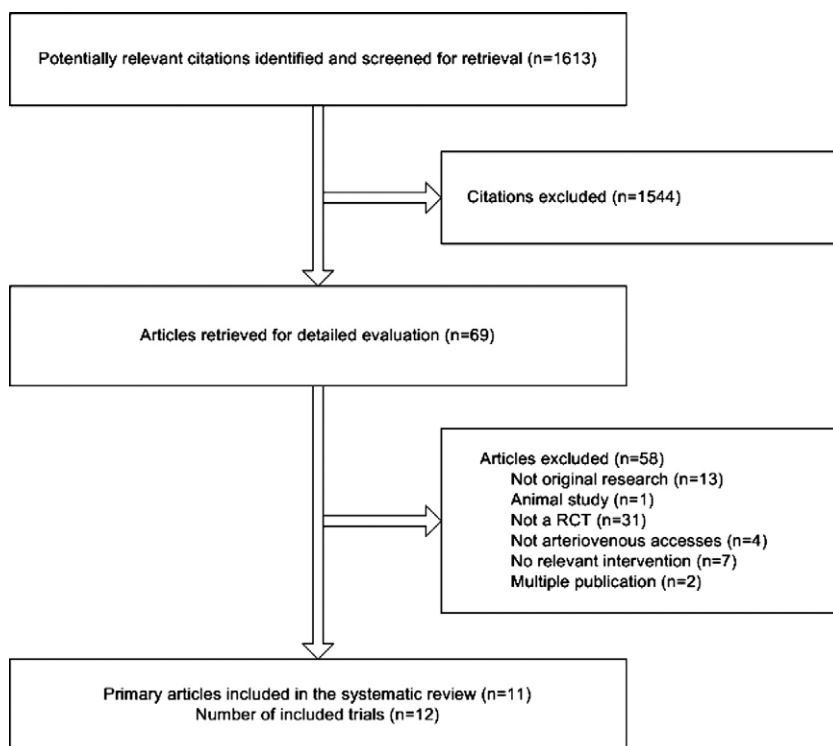 Potentially relevant citations identified and screened for retrieval (n=1613)
Citations excluded (n=1544)
Articles retrieved for detailed evaluation (n=69)
Articles excluded (n=58)
Not original research (n=13)
Animal study (n=1)
Not a RCT (n=31)
Not arteriovenous accesses (n=4)
No relevant intervention (n=7)
Multiple publication (n=2)
Primary articles included in the systematic review (n=11)
Number of included trials (n=12)